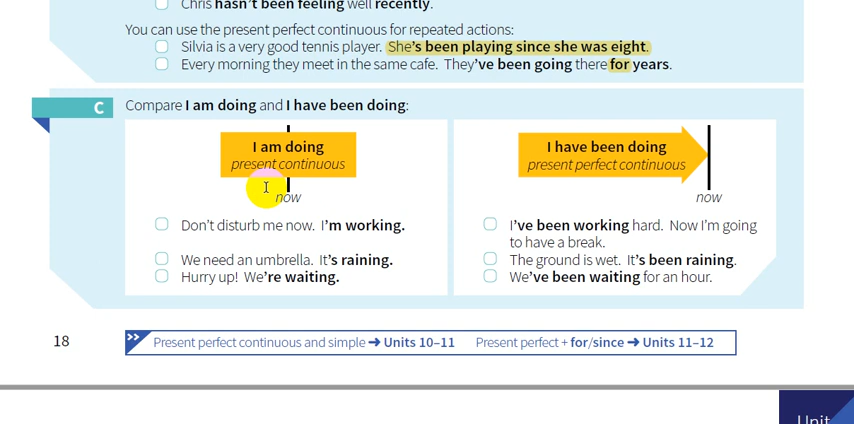 Chris hasn't been feeling well recently.
You can use the present perfect continuous for repeated actions:
Silvia is a very good tennis player. She's been playing since she was eight.
Every morning they meet in the same cafe. They've been going there for years.
C
Compare I am doing and I have been doing:
I am doing
present continuous
now
Don't disturb me now. I'm working.
We need an umbrella. It's raining.
Hurry up! We're waiting.
I have been doing
present perfect continuous
now
I've been working hard. Now I'm going
to have a break.
The ground is wet. It's been raining.
We've been waiting for an hour.
18
Present perfect continuous and simple ➜ Units 10–11 Present perfect + for/since ➜ Units 11–12
Unit